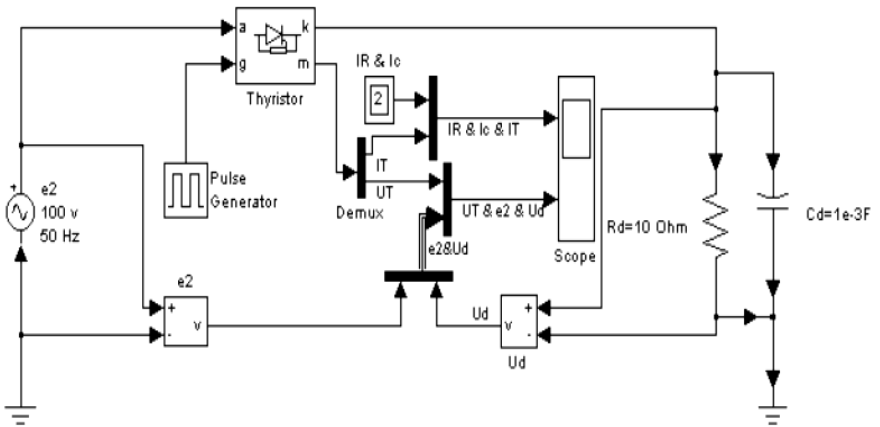 a k
g m
Thyristor
IR & Ic
2
IR & Ic & IT
IT
UT
Demux
UT & e2 & Ud
e2&Ud
Scope
Pulse
Generator
+
e2
100 v
50 Hz
Rd=10 Ohm
Cd=1e-3F
e2
+
-
v
Ud
v
+
-
Ud